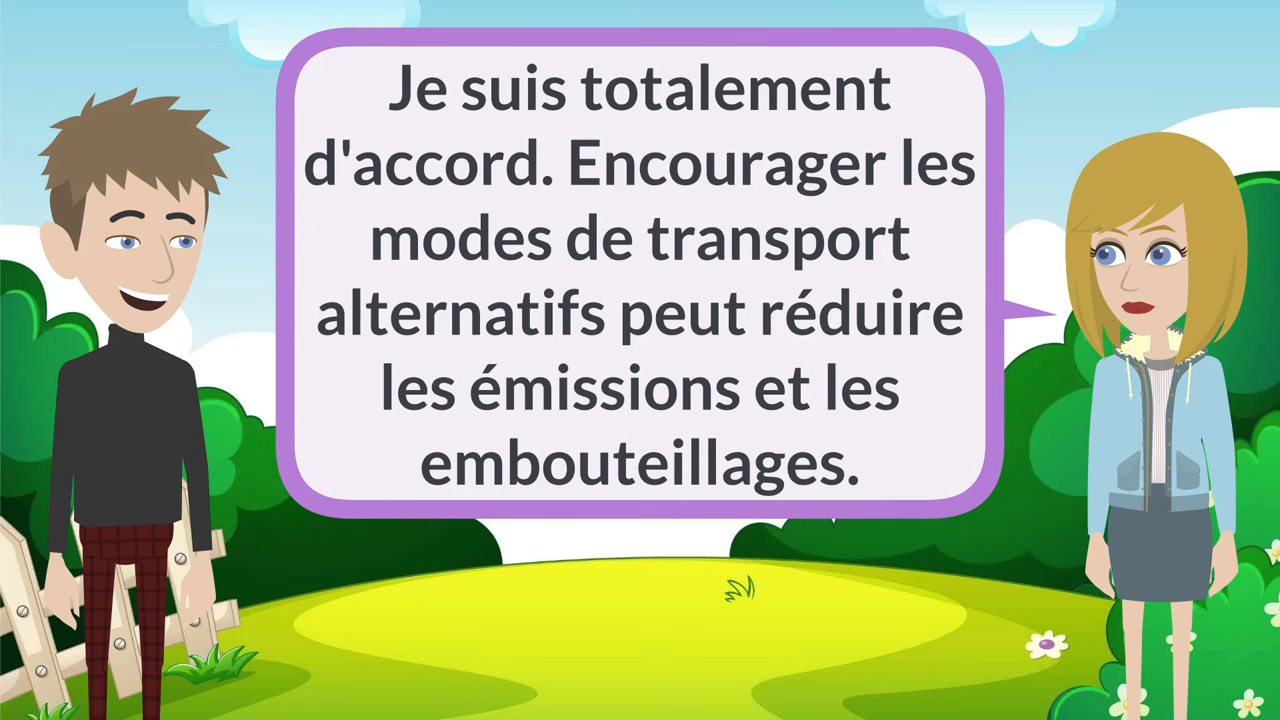 Je suis totalement
d'accord. Encourager les
modes de transport
alternatifs peut réduire
les émissions et les
embouteillages.